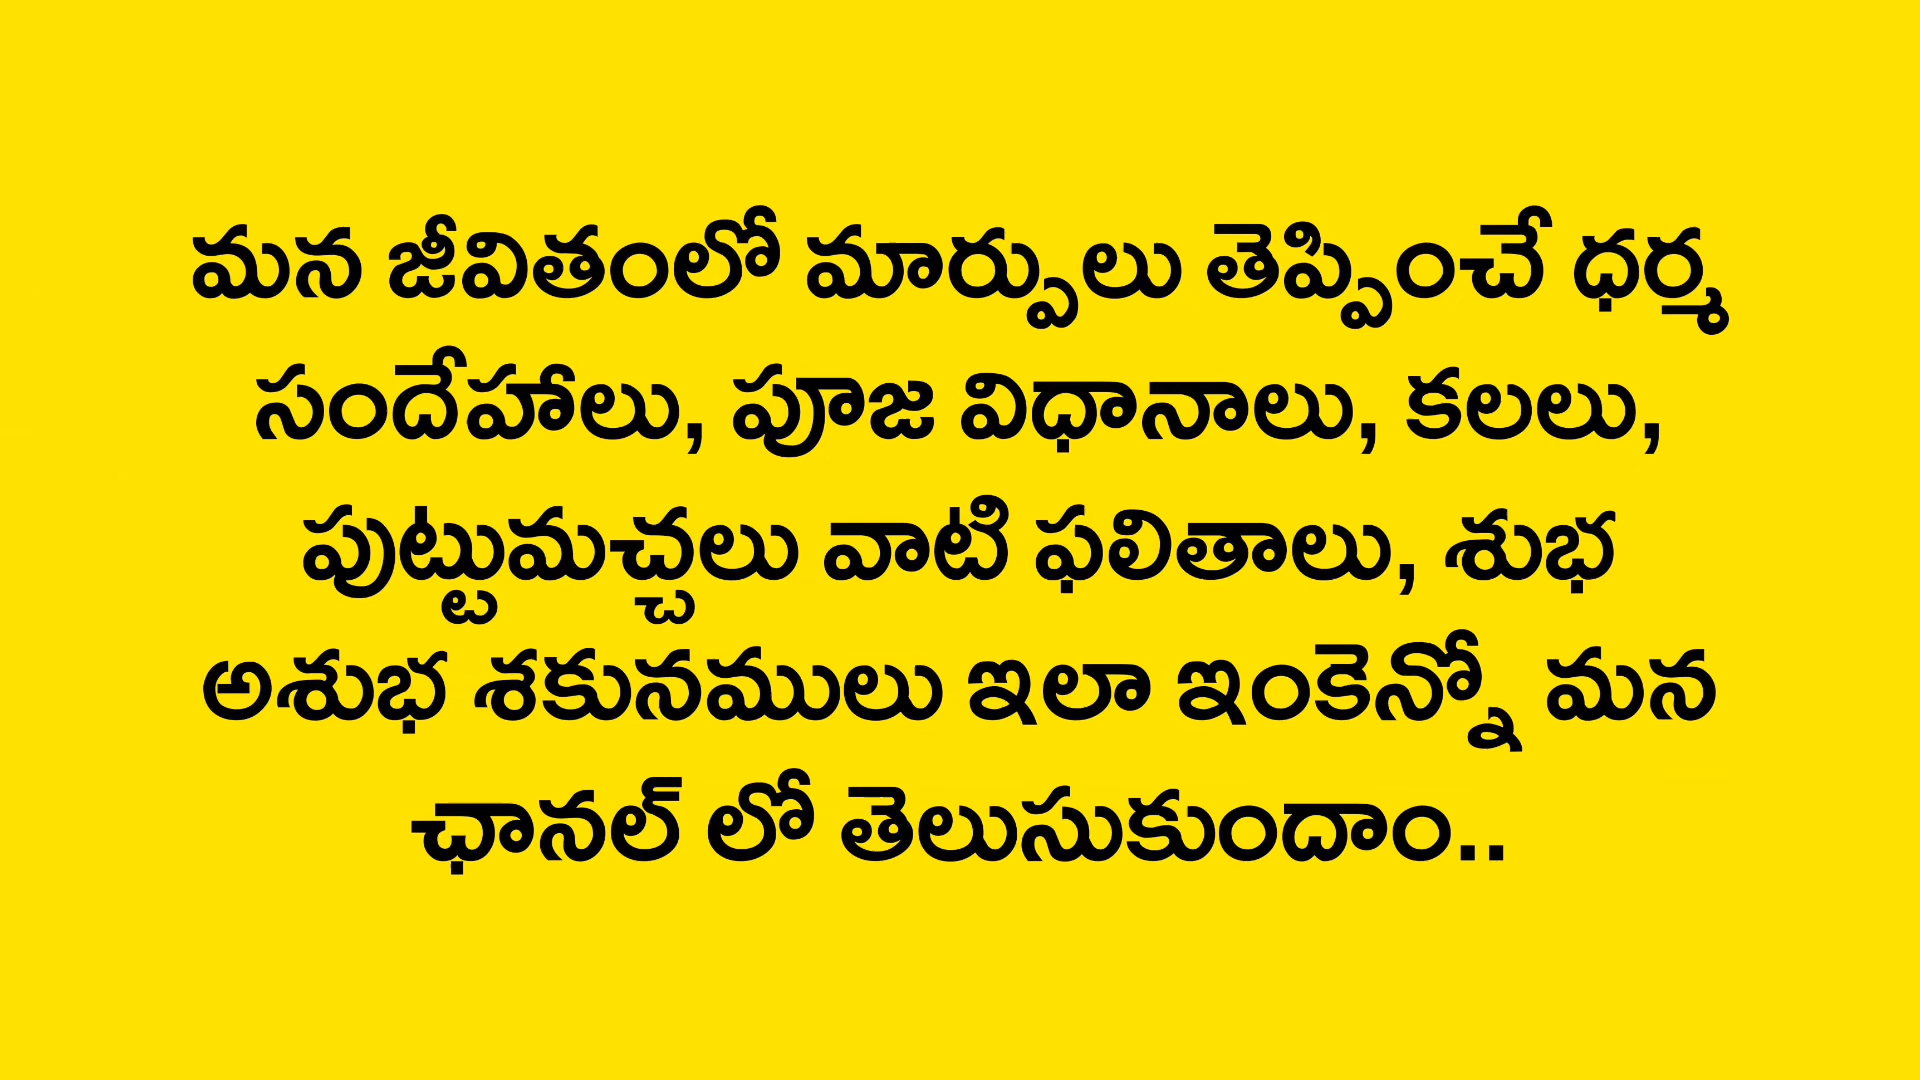 మన జీవితంలో మార్పులు తెప్పించే ధర్మ
సందేహాలు, పూజ విధానాలు, కలలు,
పుట్టుమచ్చలు వాటి ఫలితాలు, శుభ
అశుభ శకునములు ఇలా ఇంకెన్నో మన
ఛానల్ లో తెలుసుకుందాం..